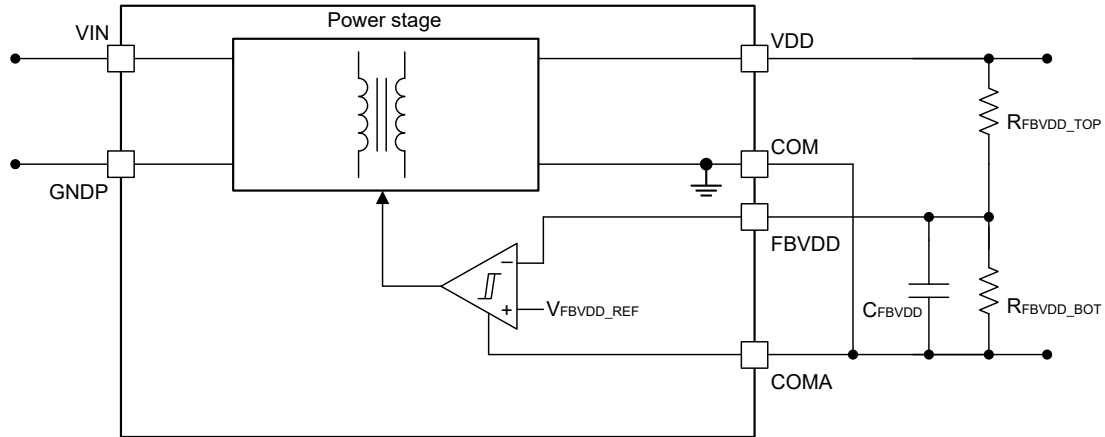 Power stage
VIN
VDD
RFBVDD_TOP
COM
GNDP
FBVDD
−
+
VFBVDD_REF
CFBVDD
RFBVDD_BOT
COMA